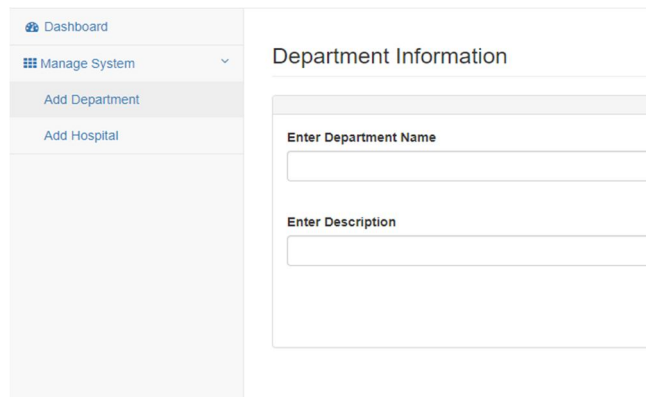 Dashboard
Manage System
Add Department
Add Hospital
Department Information
Enter Department Name
Enter Description